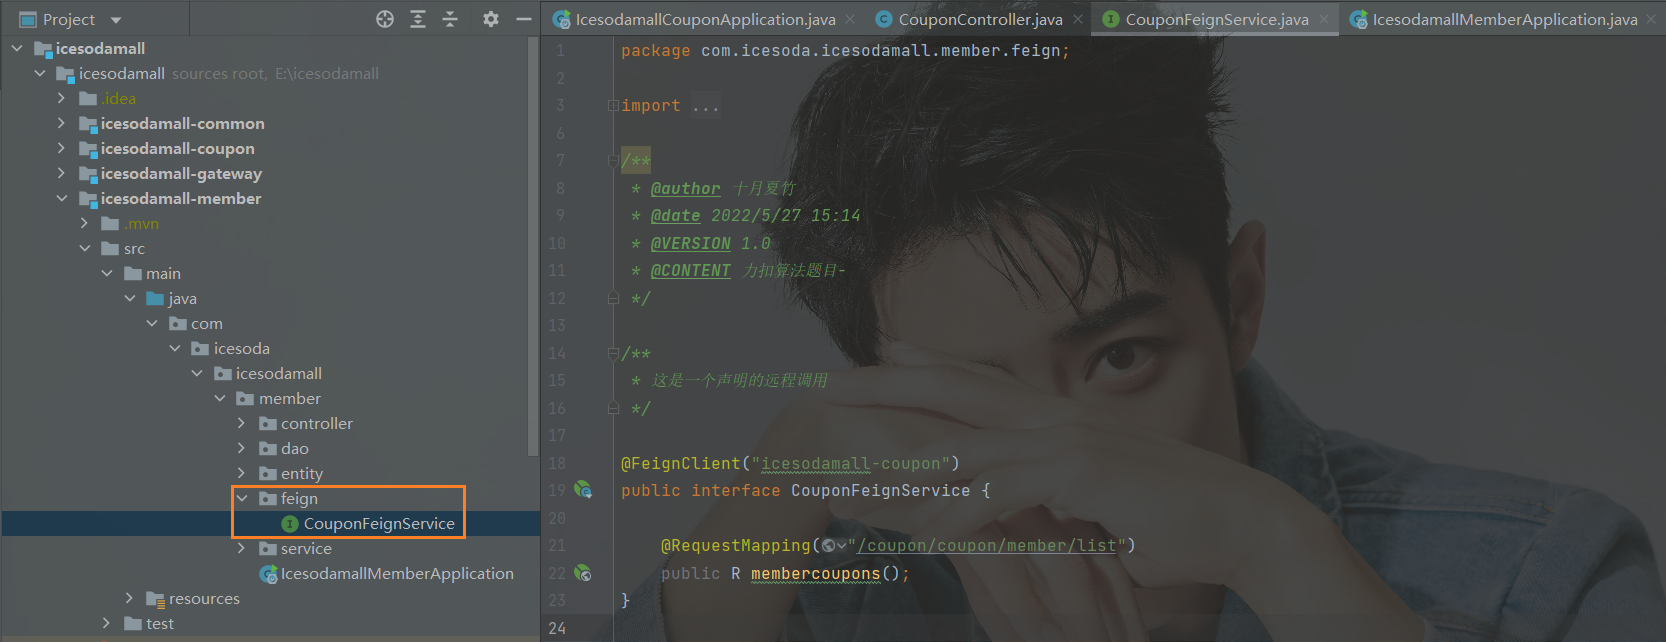 Project
icesodamall
icesodamall sources root, E:\icesodamall
.idea
icesodamall-common
icesodamall-coupon
icesodamall-gateway
icesodamall-member
.mvn
src
main
java
com
icesoda
icesodamall
member
controller
dao
entity
feign
CouponFeignService
service
IcesodamallMemberApplication
resources
test
IcesodamallCouponApplication.java
CouponController.java
CouponFeignService.java
IcesodamallMemberApplication.java
1 package com.icesoda.icesodamall.member.feign;
2
3 import ...
6
7 /**
8 * @author 十月夏竹
9 * @date 2022/5/27 15:14
10 * @VERSION 1.0
11 * @CONTENT 力扣算法题目-
12 */
13
14 /**
15 * 这是一个声明的远程调用
16 */
17
18 @FeignClient("icesodamall-coupon")
19 public interface CouponFeignService {
20
21 @RequestMapping("/coupon/coupon/member/list")
22 public R membercoupons();
23 }
24